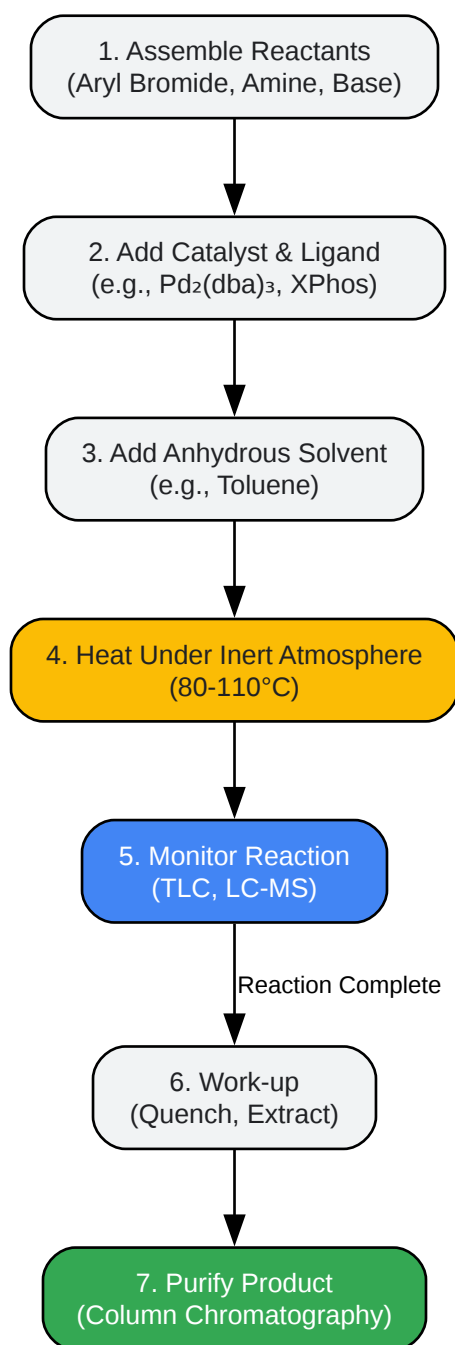 1. Assemble Reactants
(Aryl Bromide, Amine, Base)
2. Add Catalyst & Ligand
(e.g., Pd₂(dba)₃, XPhos)
3. Add Anhydrous Solvent
(e.g., Toluene)
4. Heat Under Inert Atmosphere
(80-110°C)
5. Monitor Reaction
(TLC, LC-MS)
Reaction Complete
6. Work-up
(Quench, Extract)
7. Purify Product
(Column Chromatography)